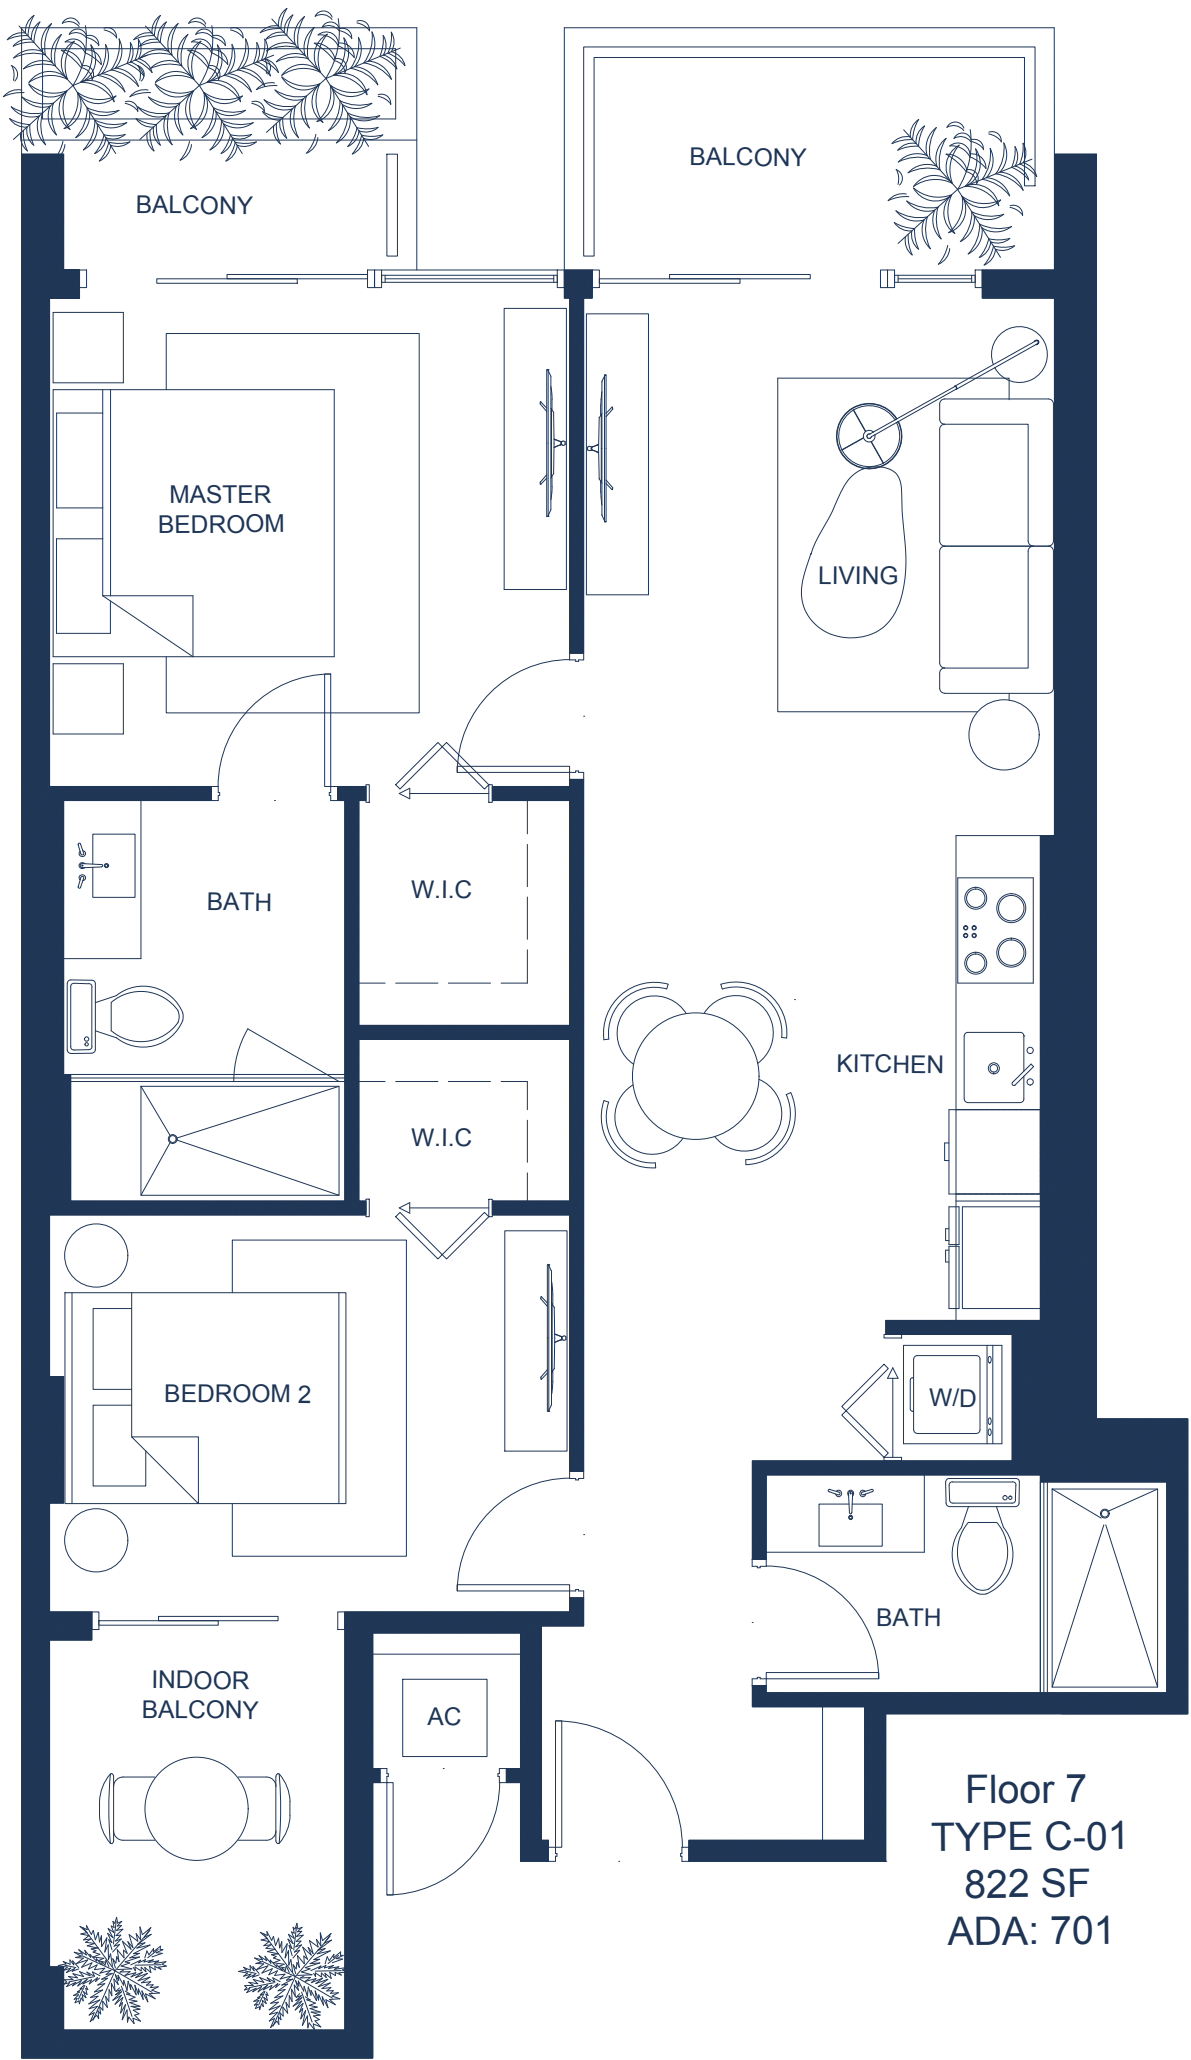 BALCONY
BALCONY
MASTER
BEDROOM
LIVING
BATH
W.I.C
KITCHEN
W.I.C
BEDROOM 2
W/D
BATH
INDOOR
BALCONY
AC
Floor 7
TYPE C-01
822 SF
ADA: 701